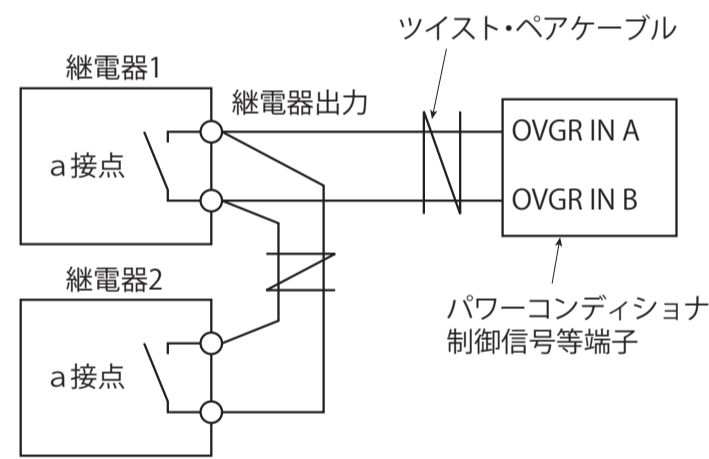 ツイスト・ペアケーブル
継電器1
継電器出力
a接点
OVGR IN A
OVGR IN B
継電器2
a接点
パワーコンディショナ
制御信号等端子